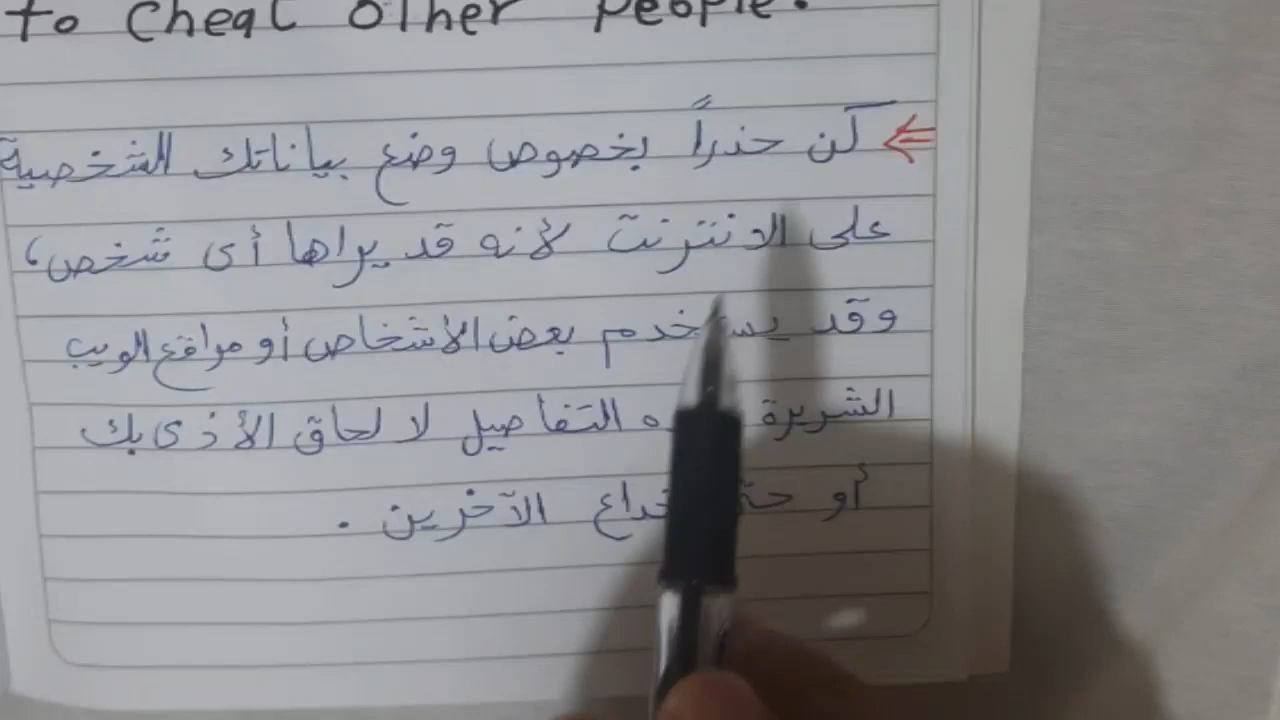 to cheat other people.
كن حذراً بخصوص وضع بياناتك الشخصية
على الانترنت لأنه قد يراها أى شخص،
وقد يستخدم بعض الأشخاص أو مواقع الويب
الشريرة التفاصيل لالحاق الأذى بك
أو خداع الآخرين .